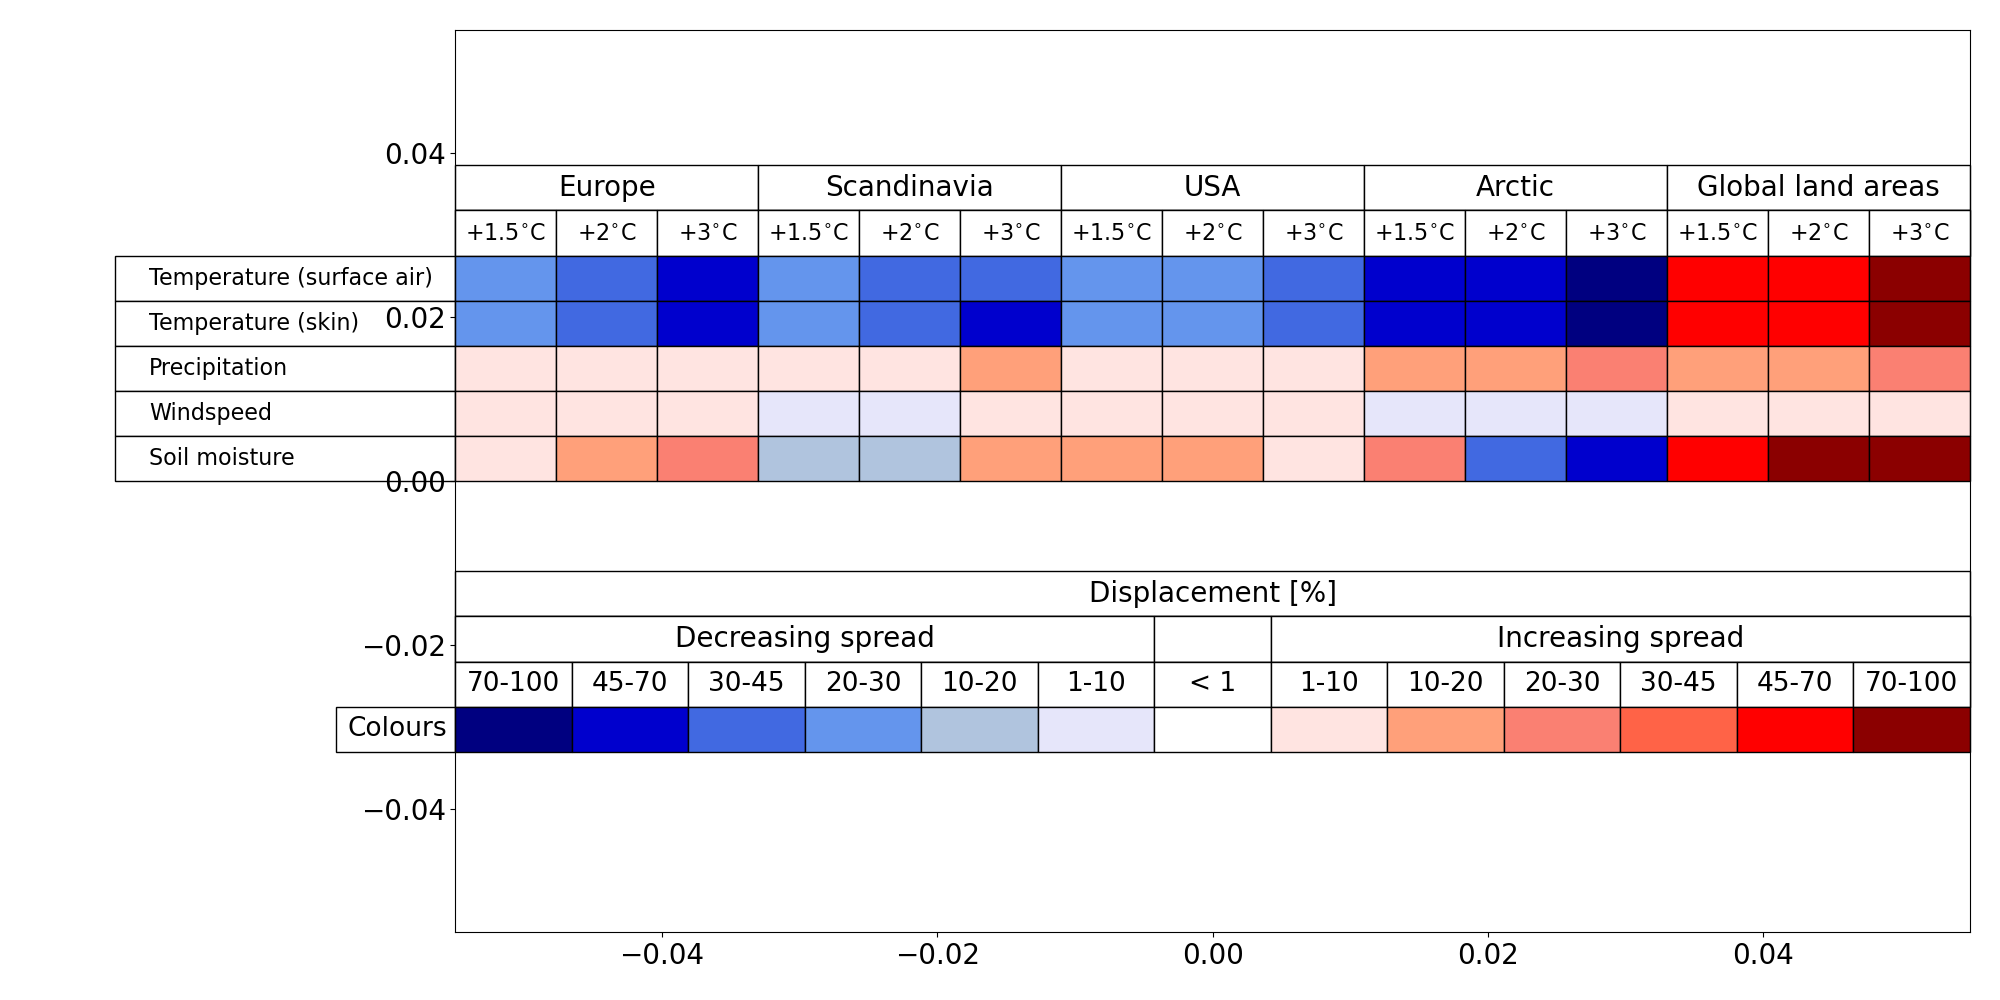 0.04
Europe Scandinavia USA Arctic Global land areas
+1.5°C +2°C +3°C +1.5°C +2°C +3°C +1.5°C +2°C +3°C +1.5°C +2°C +3°C +1.5°C +2°C +3°C
Temperature (surface air)
Temperature (skin) 0.02
Precipitation
Windspeed
Soil moisture
0.00
Displacement [%]
−0.02 Decreasing spread Increasing spread
70-100 45-70 30-45 20-30 10-20 1-10 < 1 1-10 10-20 20-30 30-45 45-70 70-100
Colours
−0.04
−0.04 −0.02 0.00 0.02 0.04